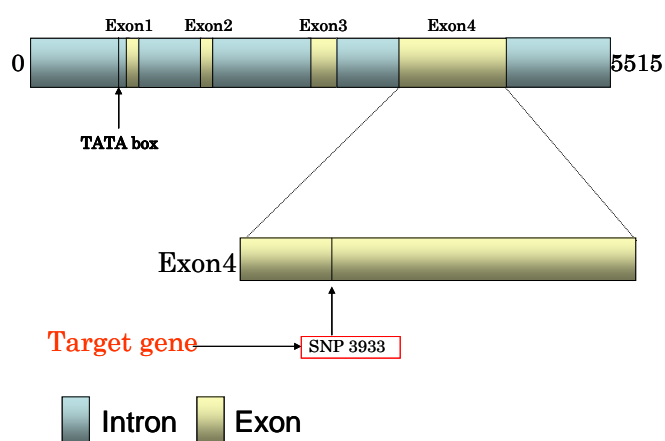 Exon1 Exon2 Exon3 Exon4
0 5515
TATA box
Exon4
Target gene SNP 3933
Intron Exon